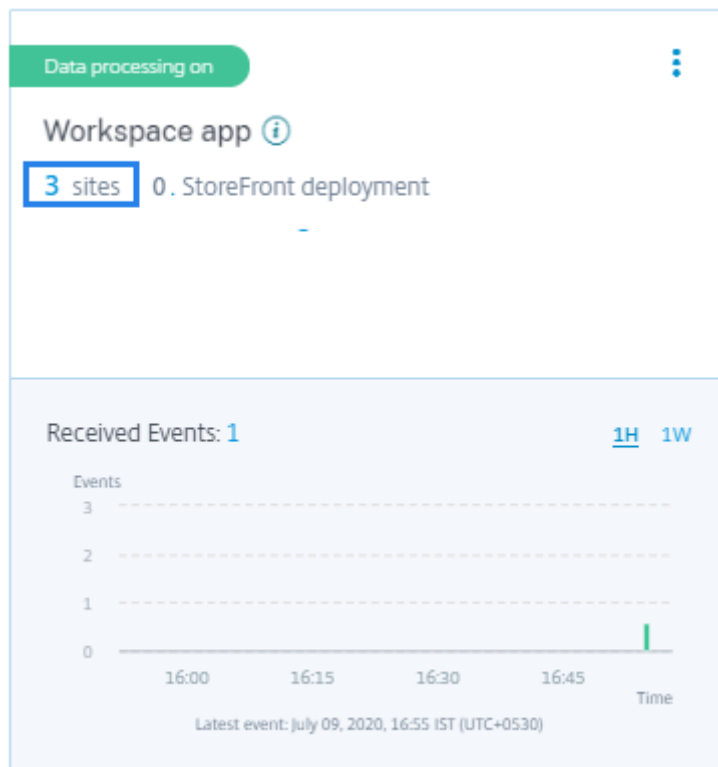 Data processing on
Workspace app
3 sites 0. StoreFront deployment
Received Events: 1 1H 1W
Events
3
2
1
0
16:00 16:15 16:30 16:45
Time
Latest event: July 09, 2020, 16:55 IST (UTC+0530)